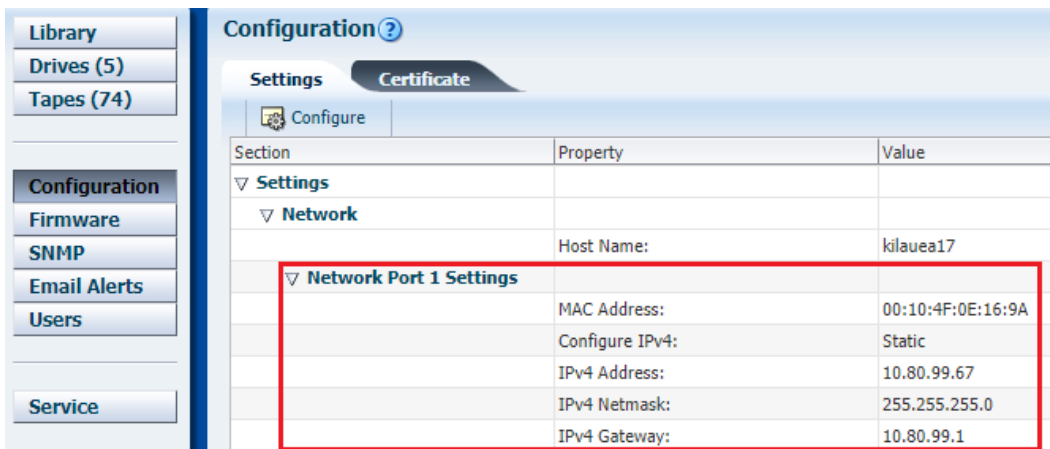 Library
Drives (5)
Tapes (74)
Configuration
Firmware
SNMP
Email Alerts
Users
Service
Configuration ?
Settings Certificate
Configure
Section Property Value
Settings
Network
Host Name: kilauea17
Network Port 1 Settings
MAC Address: 00:10:4F:0E:16:9A
Configure IPv4: Static
IPv4 Address: 10.80.99.67
IPv4 Netmask: 255.255.255.0
IPv4 Gateway: 10.80.99.1